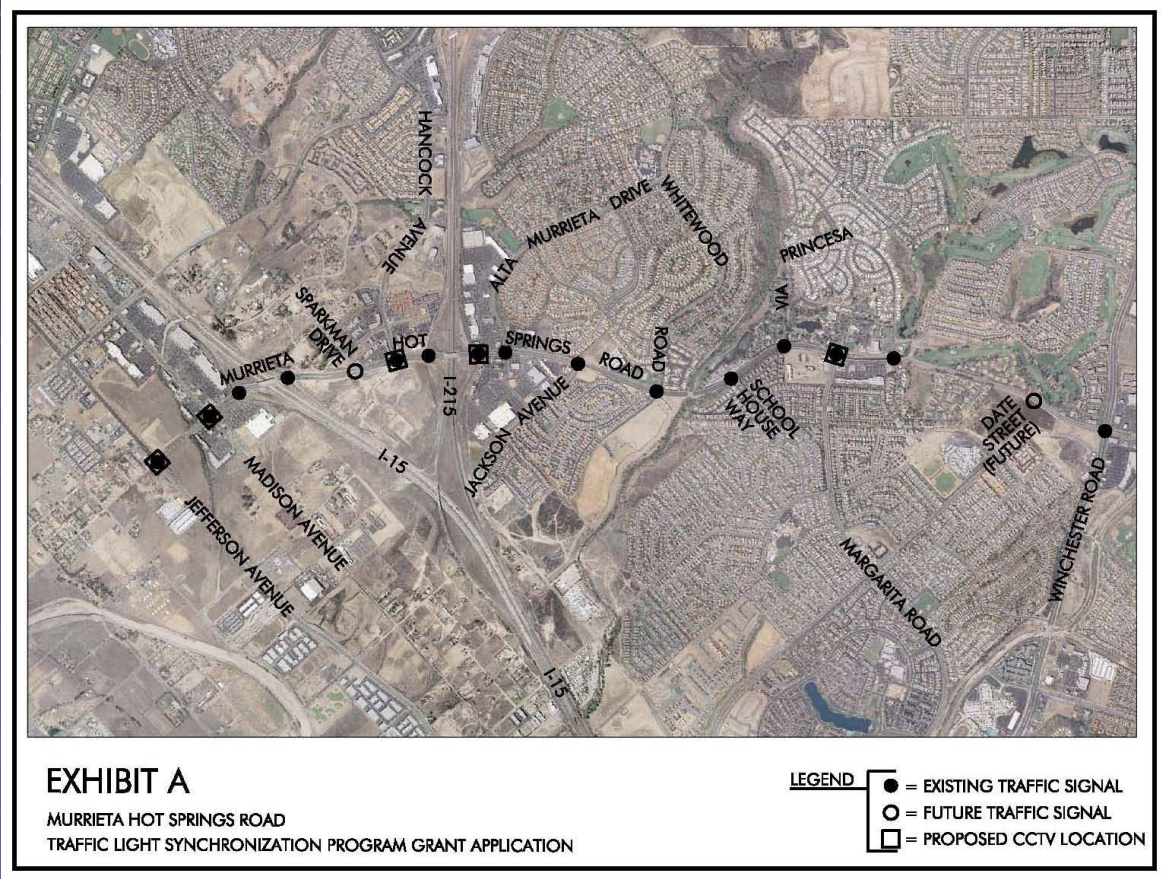 HANCOCK AVENUE
ALTA MURRIETA DRIVE
WHITEWOOD ROAD
VIA PRINCESA
SPARKMAN
DRIVE
MURRIETA HOT SPRINGS ROAD
I-215
JACKSON AVENUE
SCHOOL
HOUSE
WAY
DATE
STREET
(FUTURE)
I-15
MADISON AVENUE
JEFFERSON AVENUE
MARGARITA ROAD
WINCHESTER ROAD
I-15
EXHIBIT A
MURRIETA HOT SPRINGS ROAD
TRAFFIC LIGHT SYNCHRONIZATION PROGRAM GRANT APPLICATION
LEGEND
= EXISTING TRAFFIC SIGNAL
= FUTURE TRAFFIC SIGNAL
= PROPOSED CCTV LOCATION